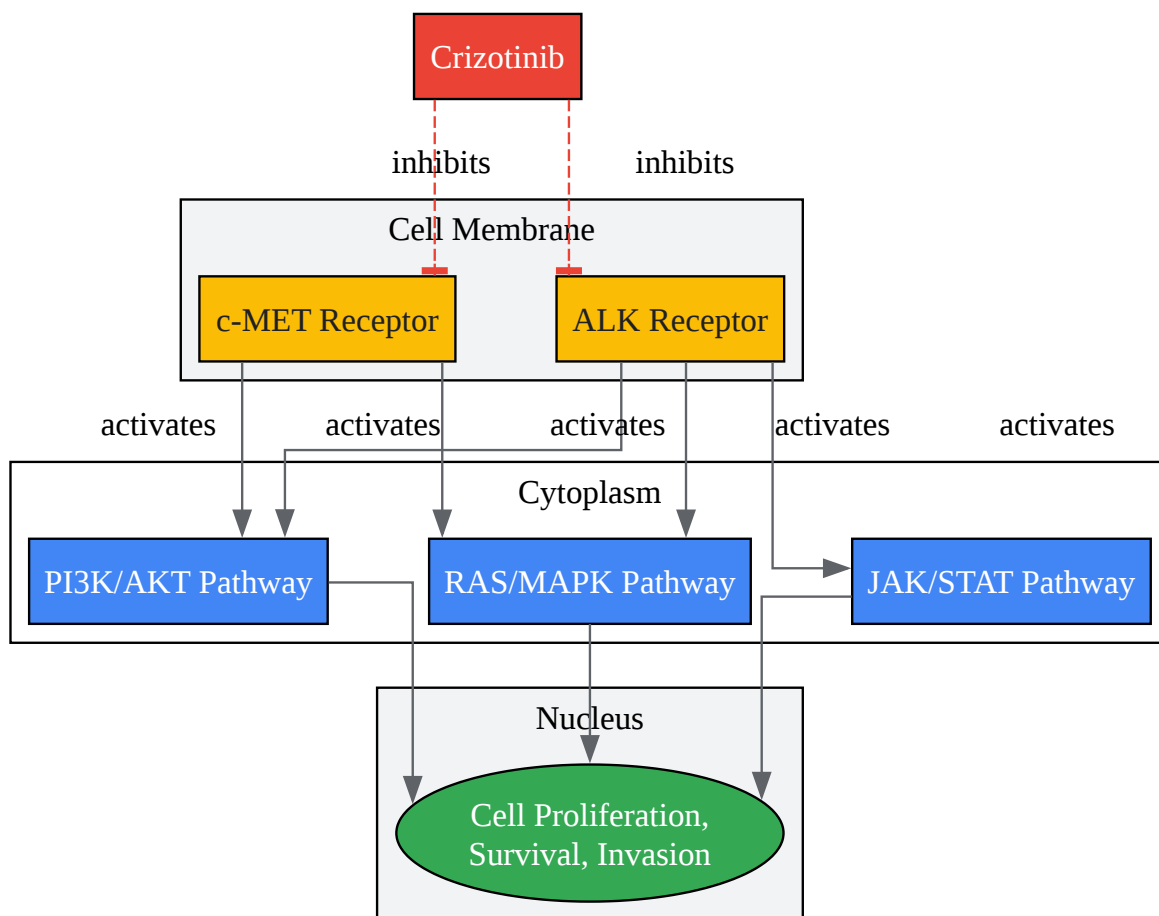 Crizotinib
inhibits
inhibits
Cell Membrane
c-MET Receptor
ALK Receptor
activates
activates
activates
activates
activates
Cytoplasm
PI3K/AKT Pathway
RAS/MAPK Pathway
JAK/STAT Pathway
Nucleus
Cell Proliferation,
Survival, Invasion